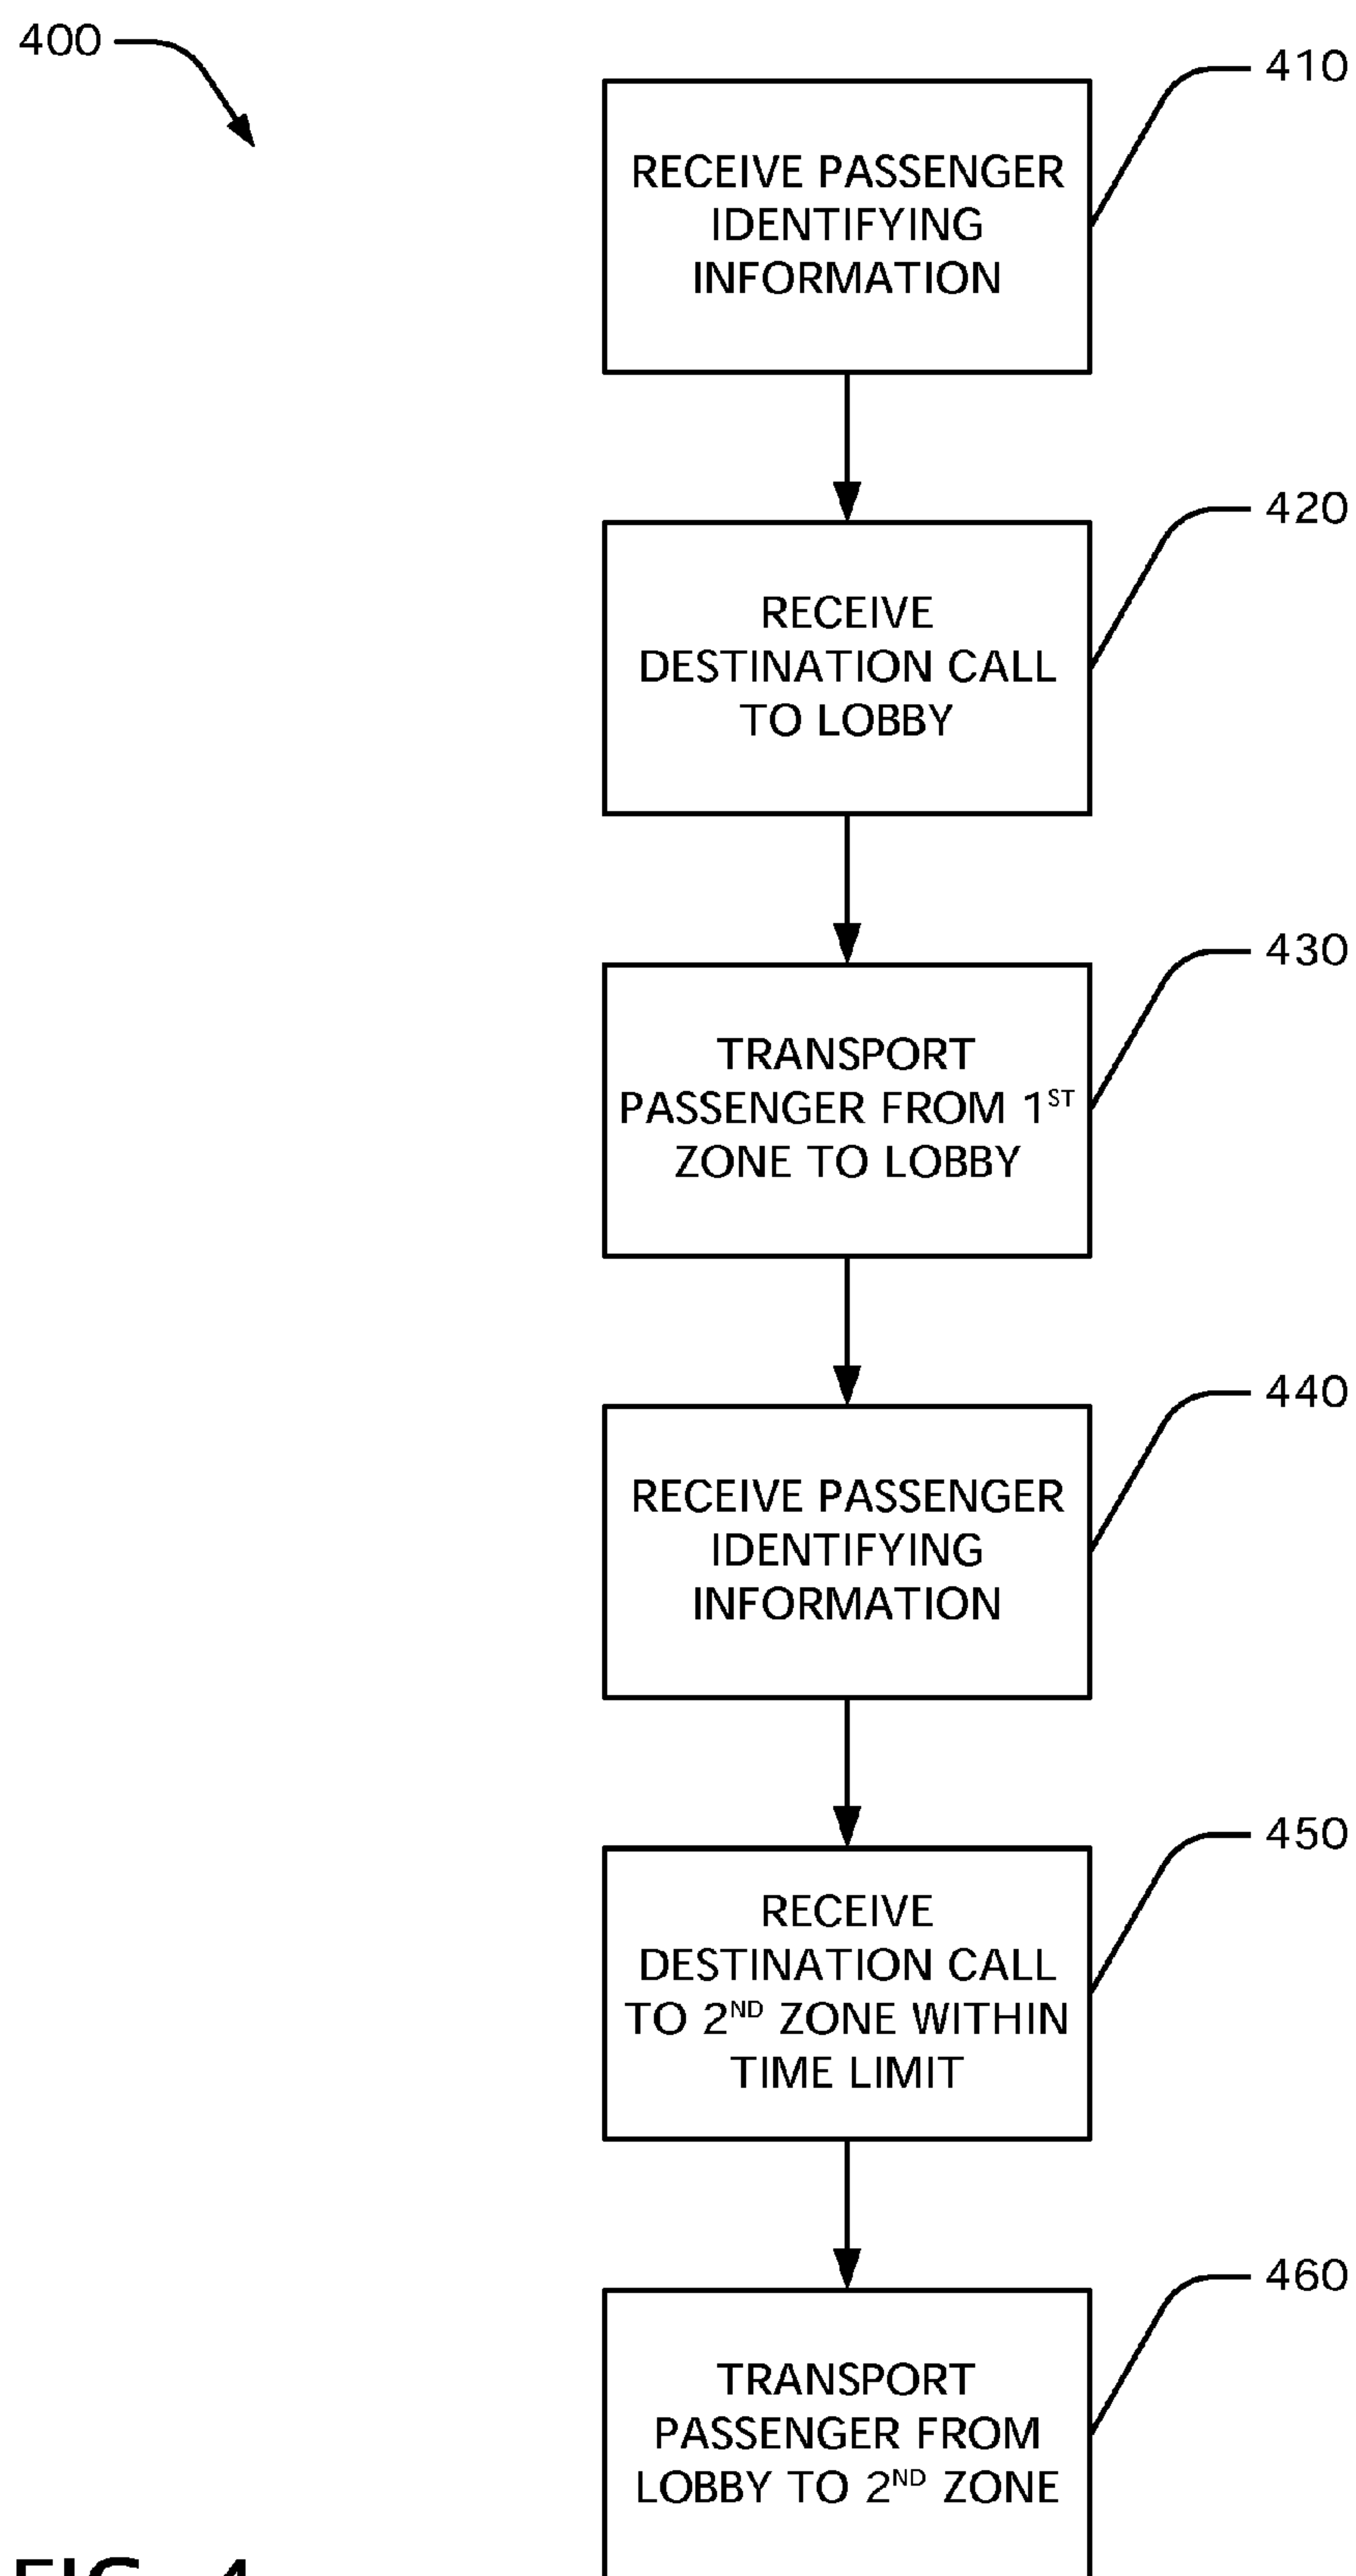 400
410
RECEIVE PASSENGER
IDENTIFYING
INFORMATION
420
RECEIVE
DESTINATION CALL
TO LOBBY
430
TRANSPORT
PASSENGER FROM 1ST
ZONE TO LOBBY
440
RECEIVE PASSENGER
IDENTIFYING
INFORMATION
450
RECEIVE
DESTINATION CALL
TO 2ND ZONE WITHIN
TIME LIMIT
460
TRANSPORT
PASSENGER FROM
LOBBY TO 2ND ZONE
FIG. 4